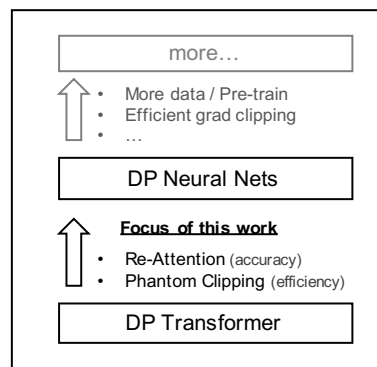 more…
• More data / Pre-train
• Efficient grad clipping
• …
DP Neural Nets
Focus of this work
• Re-Attention (accuracy)
• Phantom Clipping (efficiency)
DP Transformer